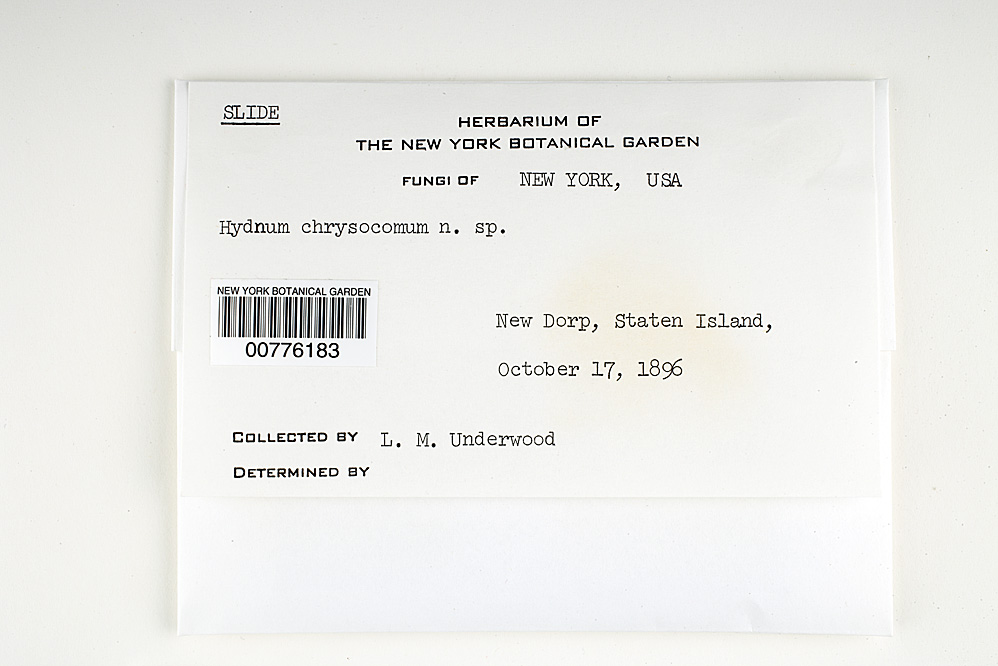 SLIDE
HERBARIUM OF
THE NEW YORK BOTANICAL GARDEN
FUNGI OF NEW YORK, USA
Hydnum chrysocomum n. sp.
NEW YORK BOTANICAL GARDEN
00776183
New Dorp, Staten Island,
October 17, 1896
COLLECTED BY L. M. Underwood
DETERMINED BY